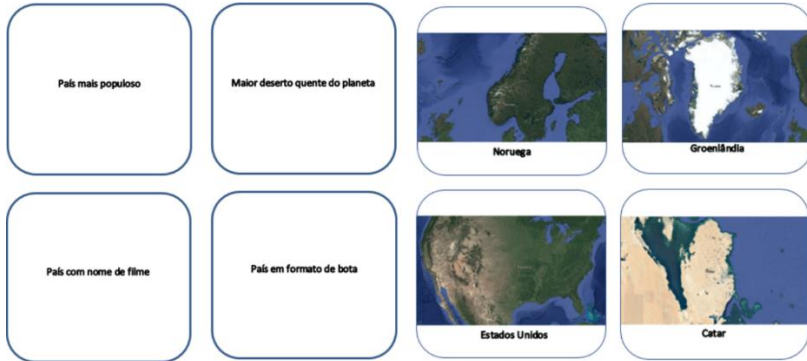 País mais populoso
Maior deserto quente do planeta
Noruega
Groenlândia
País com nome de filme
País em formato de bota
Estados Unidos
Catar